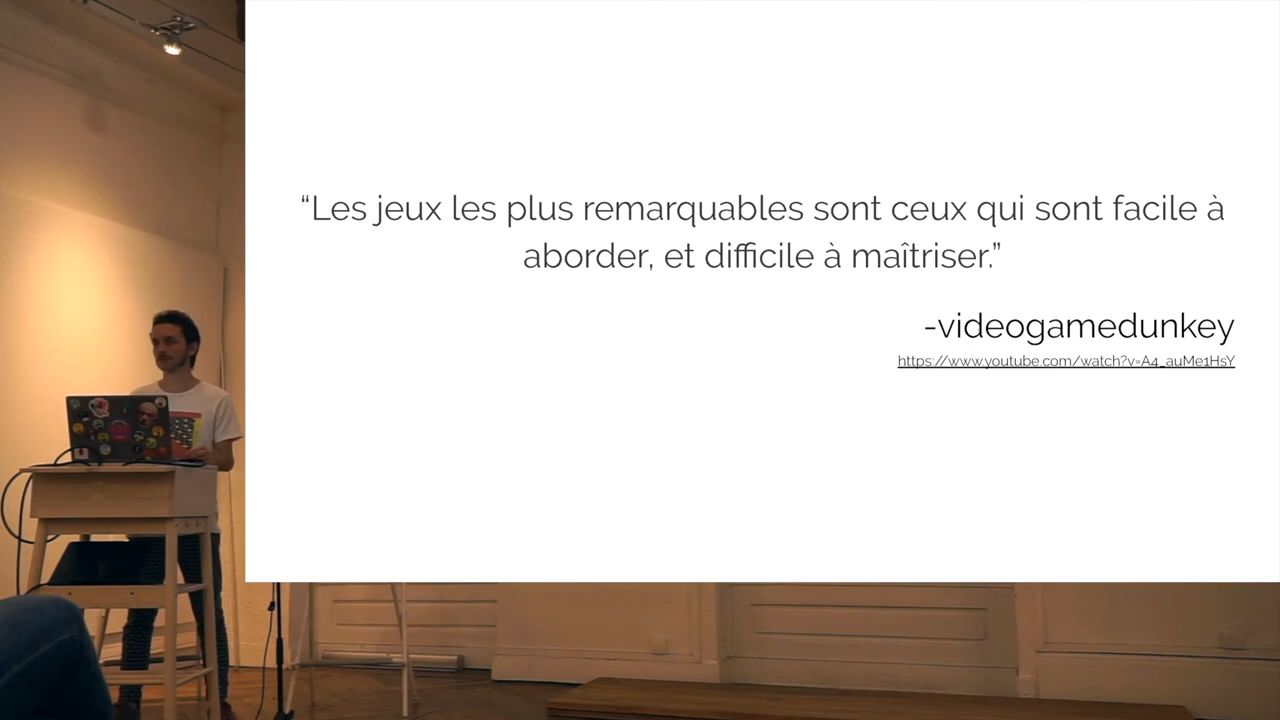 “Les jeux les plus remarquables sont ceux qui sont facile à
aborder, et difficile à maîtriser.”
-videogamedunkey
https://www.youtube.com/watch?v=A4_auMe1HsY